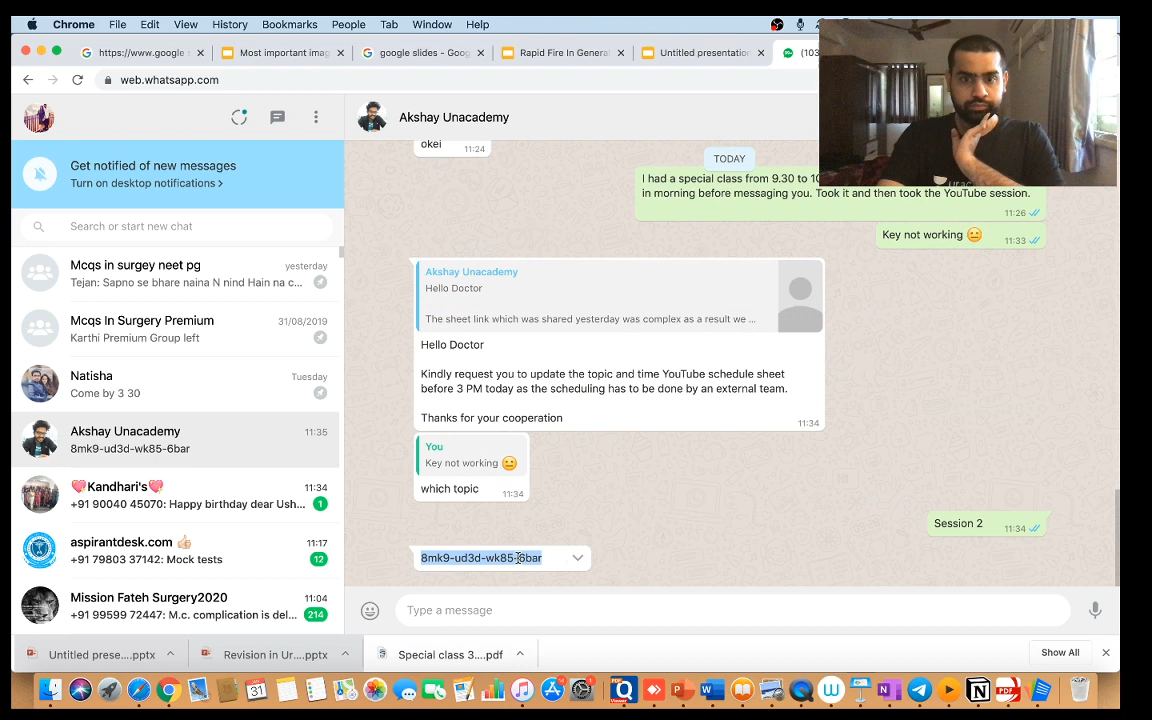 Chrome File Edit View History Bookmarks People Tab Window Help
https://www.google
Most important imag
google slides - Goo
Rapid Fire In Genera
Untitled presentation
(103
web.whatsapp.com
Get notified of new messages
Turn on desktop notifications >
Search or start new chat
Mcqs in surgey neet pg yesterday
Tejan: Sapno se bhare naina N nind Hain na c...
Mcqs In Surgery Premium 31/08/2019
Karthi Premium Group left
Natisha Tuesday
Come by 3 30
Akshay Unacademy 11:35
8mk9-ud3d-wk85-6bar
💖Kandhari's💖 11:34
+91 90040 45070: Happy birthday dear Ush... 1
aspirantdesk.com 👍🏻 11:17
+91 79803 37142: Mock tests 12
Mission Fateh Surgery2020 11:04
+91 99599 72447: M.c. complication is del... 214
Akshay Unacademy
okei 11:24
TODAY
I had a special class from 9.30 to 10
in morning before messaging you. Took it and then took the YouTube session.
11:26
Key not working 😑 11:33
Akshay Unacademy
Hello Doctor
The sheet link which was shared yesterday was complex as a result we ...
Hello Doctor
Kindly request you to update the topic and time YouTube schedule sheet
before 3 PM today as the scheduling has to be done by an external team.
Thanks for your cooperation
11:34
You
Key not working 😑
which topic 11:34
Session 2 11:34
8mk9-ud3d-wk85-6bar
Type a message
Untitled prese....pptx
Revision in Ur....pptx
Special class 3....pdf
Show All